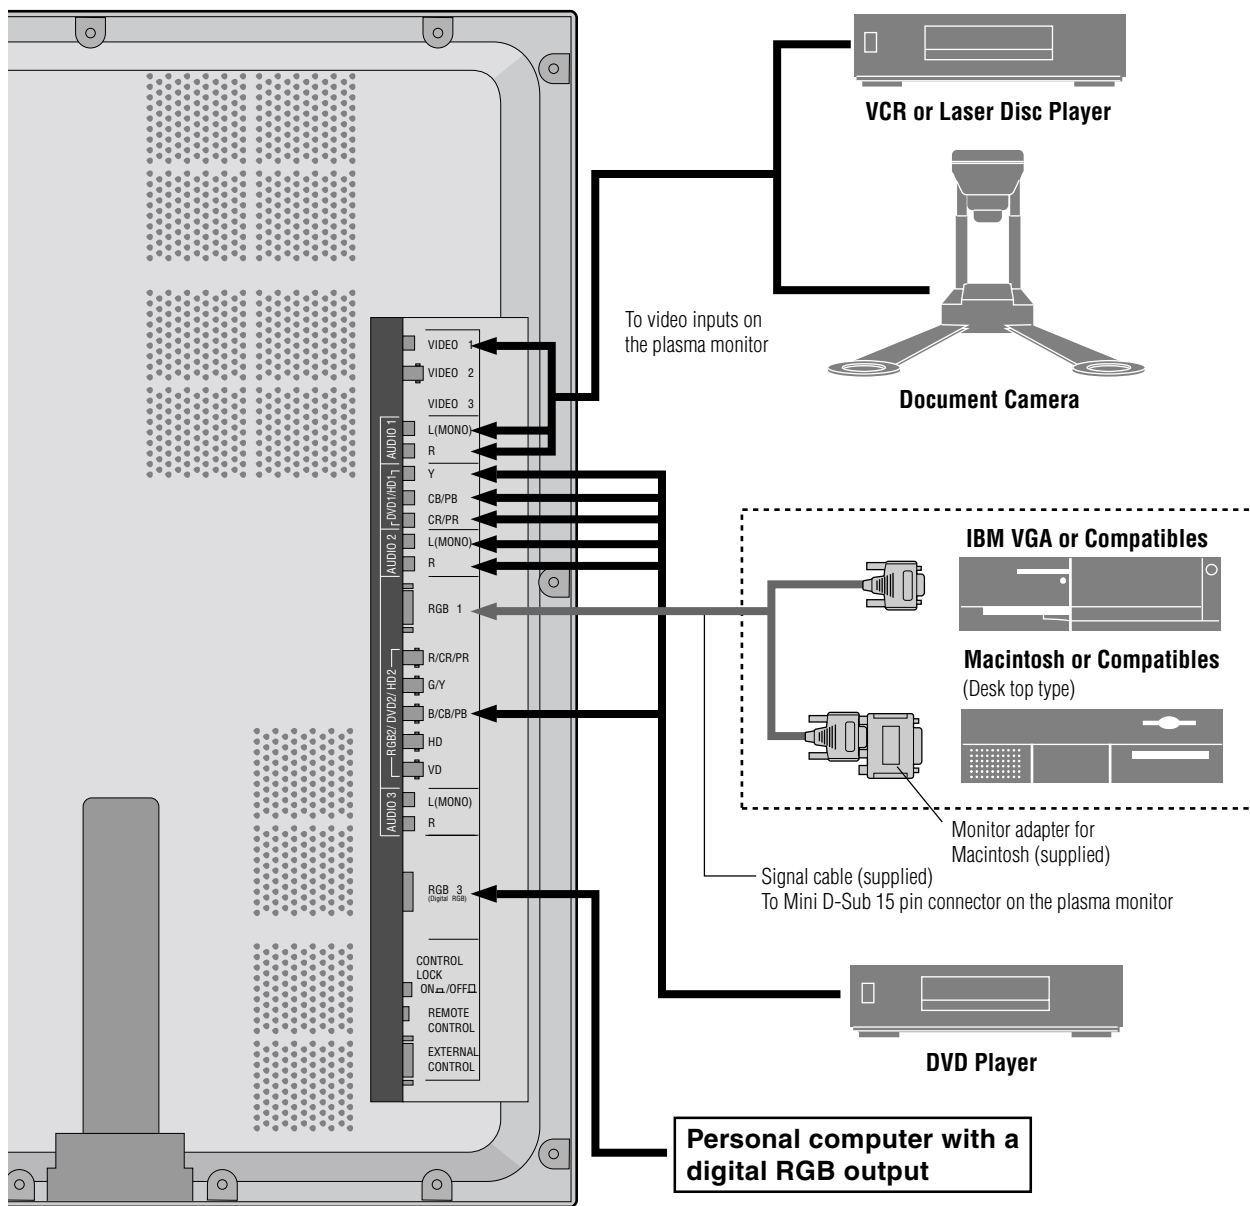 VCR or Laser Disc Player
To video inputs on
the plasma monitor
Document Camera
VIDEO 1
VIDEO 2
VIDEO 3
AUDIO 1
L(MONO)
R
DVD1/HD1
Y
CB/PB
CR/PR
AUDIO 2
L(MONO)
R
RGB 1
RGB2/ DVD2/ HD2
R/CR/PR
G/Y
B/CB/PB
HD
VD
AUDIO 3
L(MONO)
R
RGB 3
(Digital RGB)
CONTROL
LOCK
ON /OFF
REMOTE
CONTROL
EXTERNAL
CONTROL
IBM VGA or Compatibles
Macintosh or Compatibles
(Desk top type)
Monitor adapter for
Macintosh (supplied)
Signal cable (supplied)
To Mini D-Sub 15 pin connector on the plasma monitor
DVD Player
Personal computer with a
digital RGB output